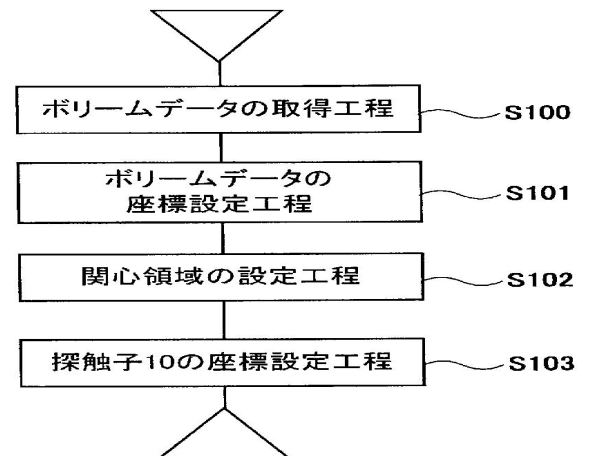 ボリームデータの取得工程 S100
ボリームデータの
座標設定工程 S101
関心領域の設定工程 S102
探触子10の座標設定工程 S103